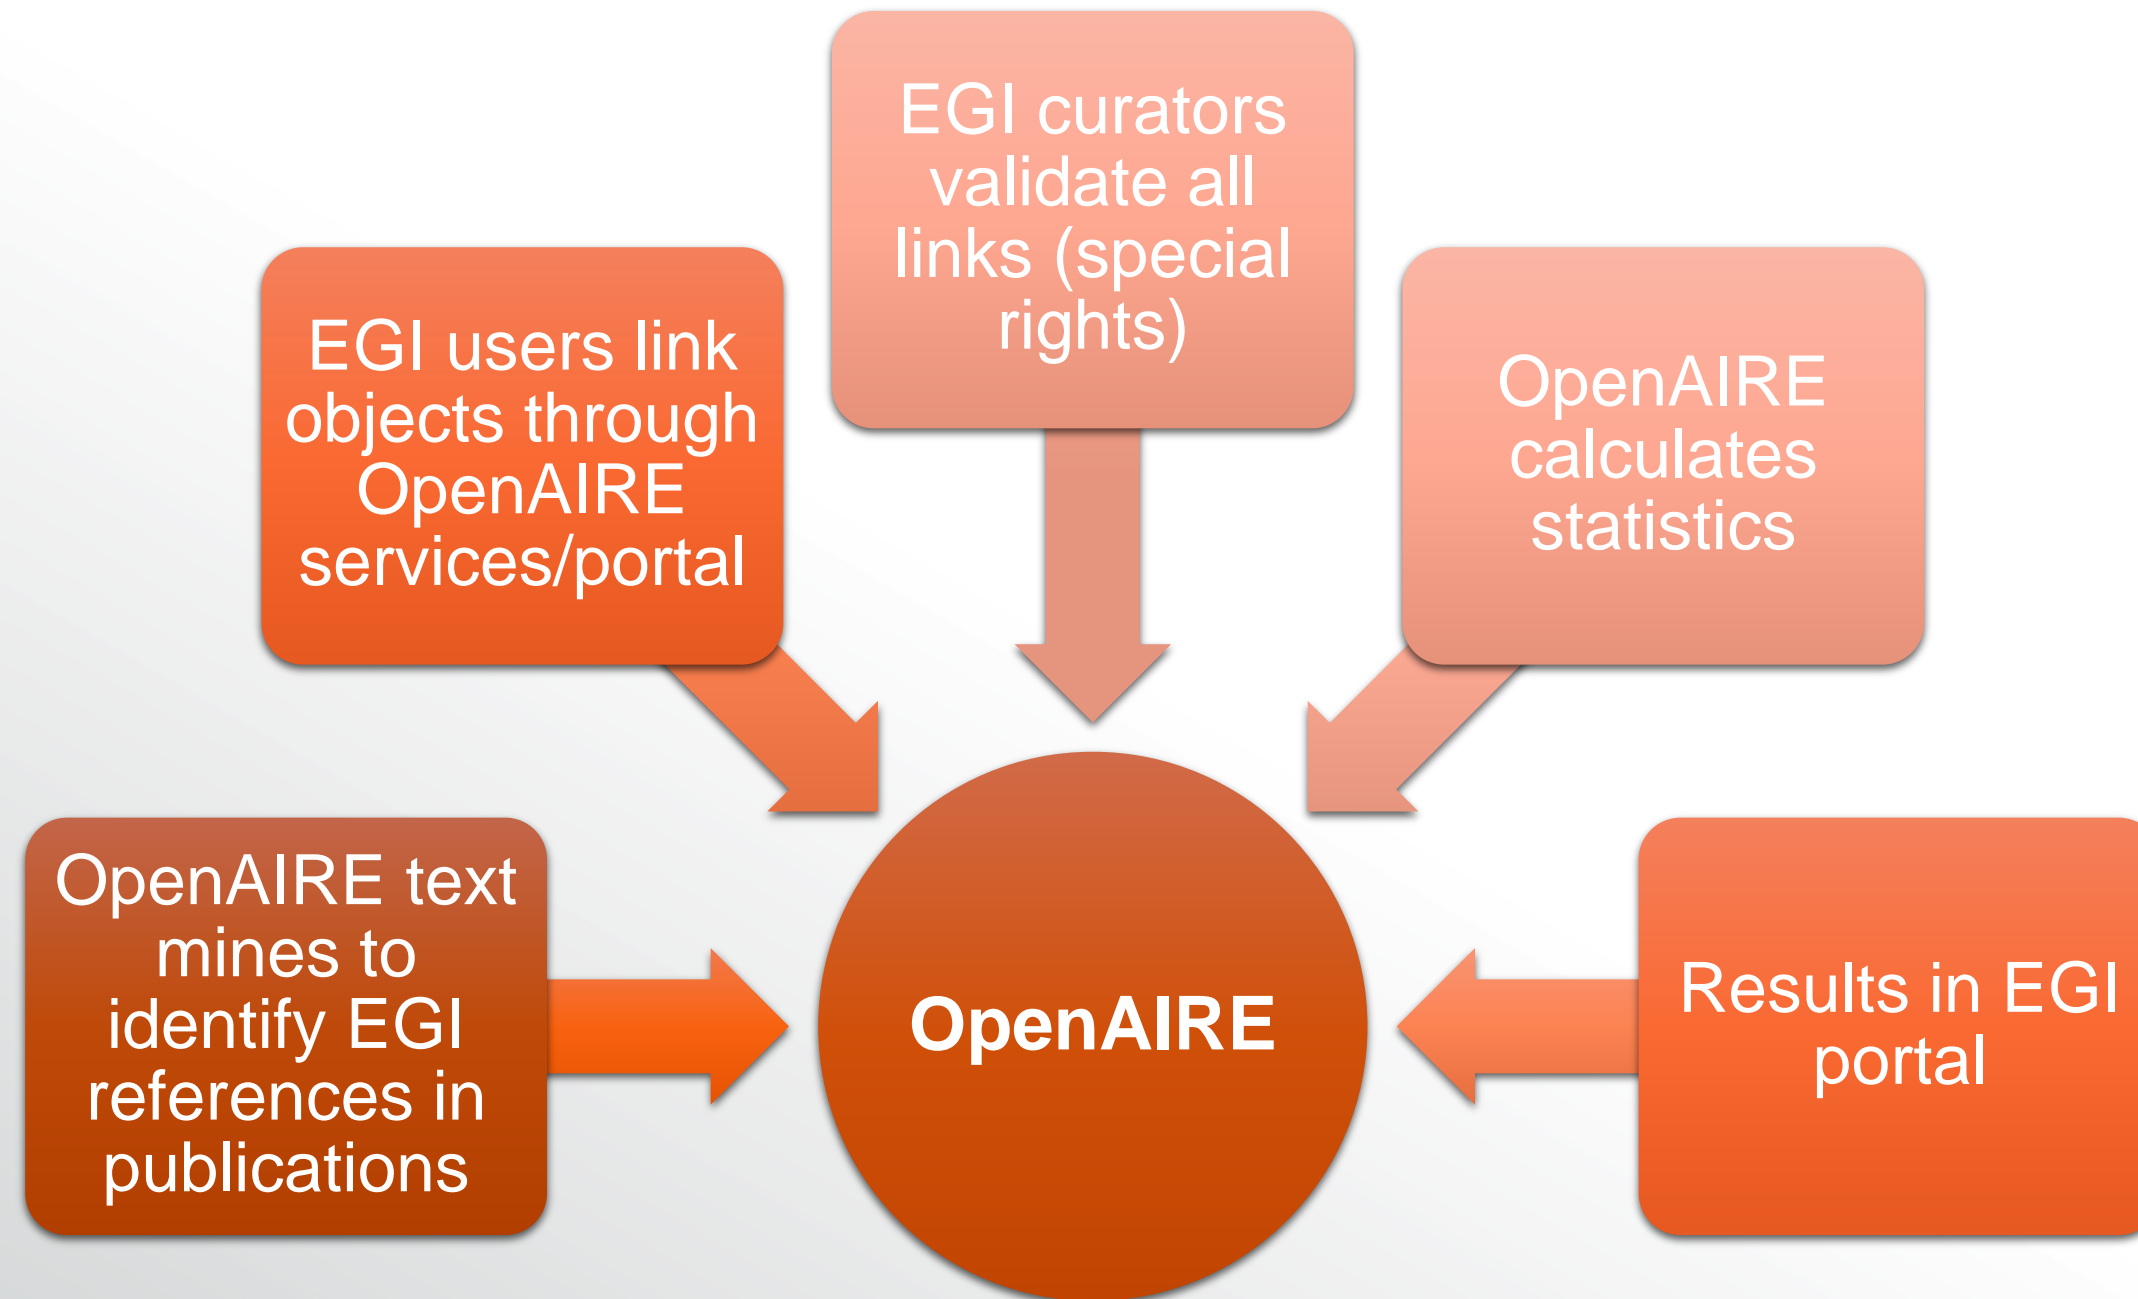 EGI curators
validate all
links (special
rights)
EGI users link
objects through
OpenAIRE
services/portal
OpenAIRE
calculates
statistics
OpenAIRE text
mines to
identify EGI
references in
publications
OpenAIRE
Results in EGI
portal